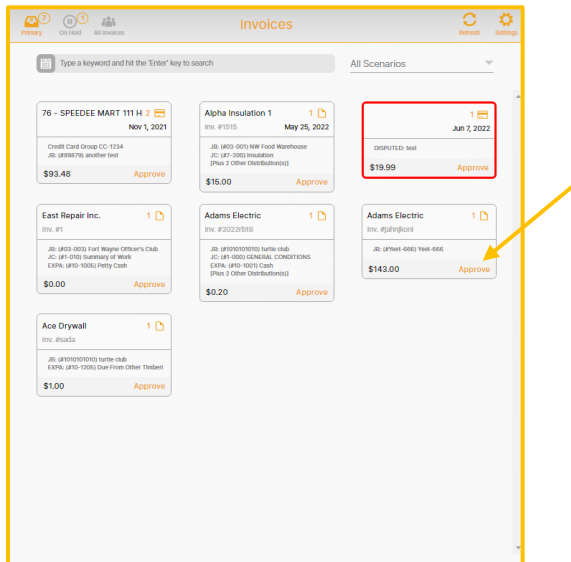 7
1
Primary
On Hold
All Invoices
Invoices
Refresh
Settings
Type a keyword and hit the 'Enter' key to search
All Scenarios
76 - SPEEDEE MART 111 H 2
Nov 1, 2021
Credit Card Group CC-1234
JB: (#89879) another test
$93.48 Approve
Alpha Insulation 1 1
Inv. #1515 May 25, 2022
JB: (#03-001) NW Food Warehouse
JC: (#7-200) Insulation
[Plus 2 Other Distribution(s)]
$15.00 Approve
1
Jun 7, 2022
DISPUTED: test
$19.99 Approve
East Repair Inc. 1
Inv. #1
JB: (#03-003) Fort Wayne Officer's Club
JC: (#1-010) Summary of Work
EXPA: (#10-1005) Petty Cash
$0.00 Approve
Adams Electric 1
Inv. #2022rbt8
JB: (#1010101010) turtle club
JC: (#1-000) GENERAL CONDITIONS
EXPA: (#10-1001) Cash
[Plus 2 Other Distribution(s)]
$0.20 Approve
Adams Electric 1
Inv. #jahnjkonl
JB: (#Yeet-666) Yeet-666
$143.00 Approve
Ace Drywall 1
Inv. #sada
JB: (#1010101010) turtle club
EXPA: (#10-1205) Due From Other Timberl
$1.00 Approve